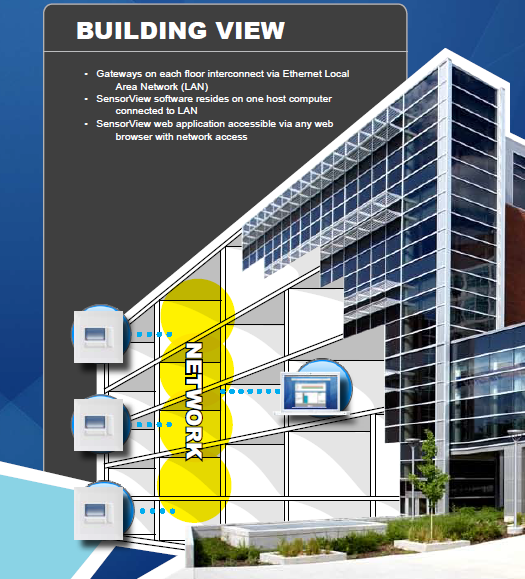 BUILDING VIEW
• Gateways on each floor interconnect via Ethernet Local
Area Network (LAN)
• SensorView software resides on one host computer
connected to LAN
• SensorView web application accessible via any web
browser with network access
NETWORK